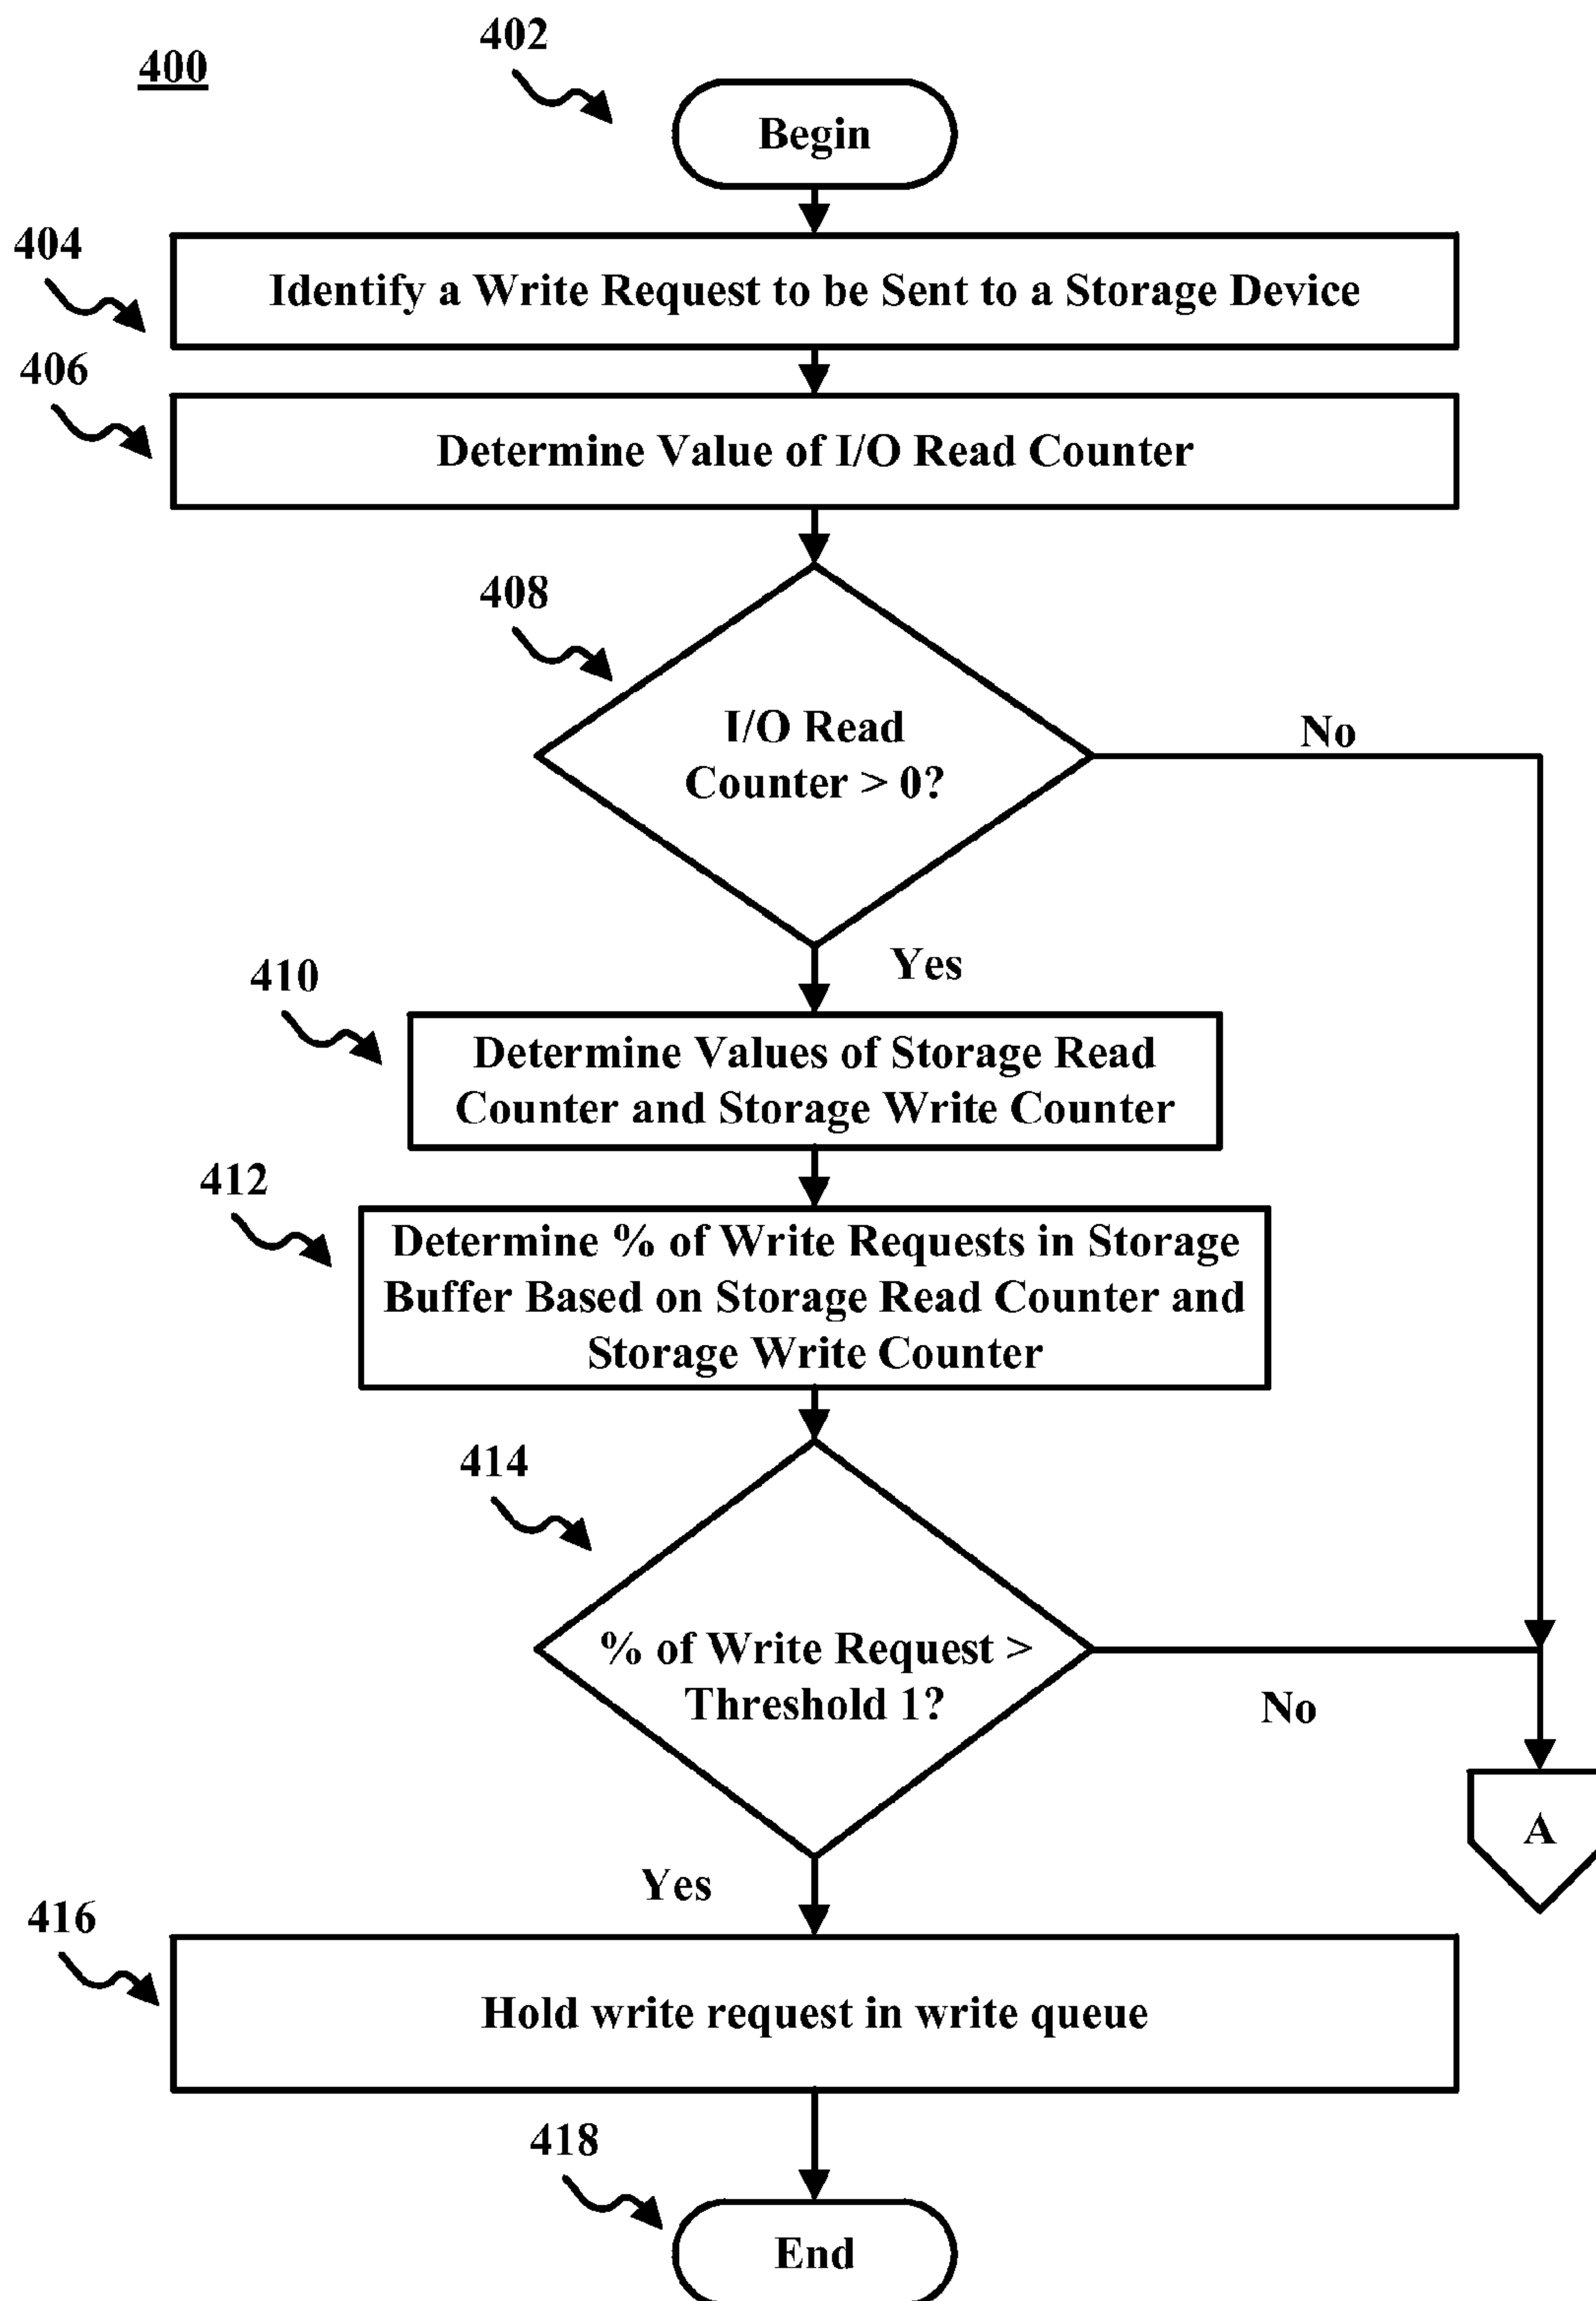 400
402
Begin
404
Identify a Write Request to be Sent to a Storage Device
406
Determine Value of I/O Read Counter
408
I/O Read
Counter > 0?
No
Yes
410
Determine Values of Storage Read
Counter and Storage Write Counter
412
Determine % of Write Requests in Storage
Buffer Based on Storage Read Counter and
Storage Write Counter
414
% of Write Request >
Threshold 1?
No
A
Yes
416
Hold write request in write queue
418
End